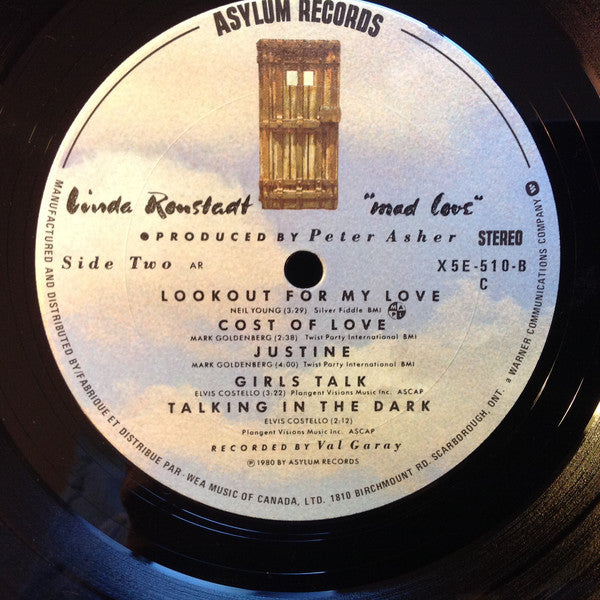 ASYLUM RECORDS
Linda Ronstadt "mad love"
PRODUCED BY Peter Asher STEREO
Side Two AR X5E-510-B
C
LOOKOUT FOR MY LOVE
NEIL YOUNG (3:29) Silver Fiddle BMI
COST OF LOVE
MARK GOLDENBERG (2:38) Twist Party International BMI
JUSTINE
MARK GOLDENBERG (4:00) Twist Party International BMI
GIRLS TALK
ELVIS COSTELLO (3:22) Plangent Visions Music Inc. ASCAP
TALKING IN THE DARK
ELVIS COSTELLO (2:12)
Plangent Visions Music Inc. ASCAP
RECORDED BY Val Garay
℗ 1980 BY ASYLUM RECORDS
MANUFACTURED AND DISTRIBUTED BY/FABRIQUE ET DISTRIBUE PAR-WEA MUSIC OF CANADA, LTD. 1810 BIRCHMOUNT RD. SCARBOROUGH, ONT. a WARNER COMMUNICATIONS COMPANY